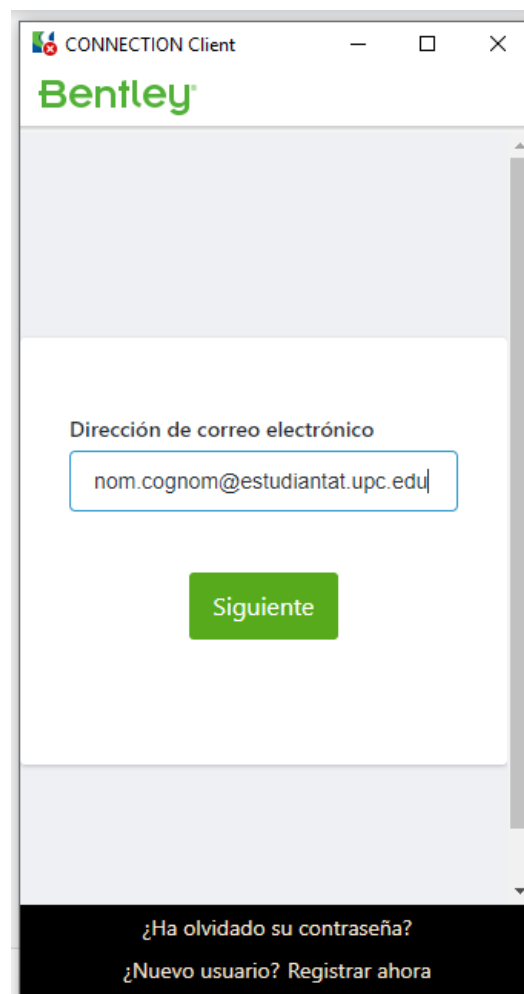 CONNECTION Client
Bentley®
Dirección de correo electrónico
nom.cognom@estudiantat.upc.edu
Siguiente
¿Ha olvidado su contraseña?
¿Nuevo usuario? Registrar ahora